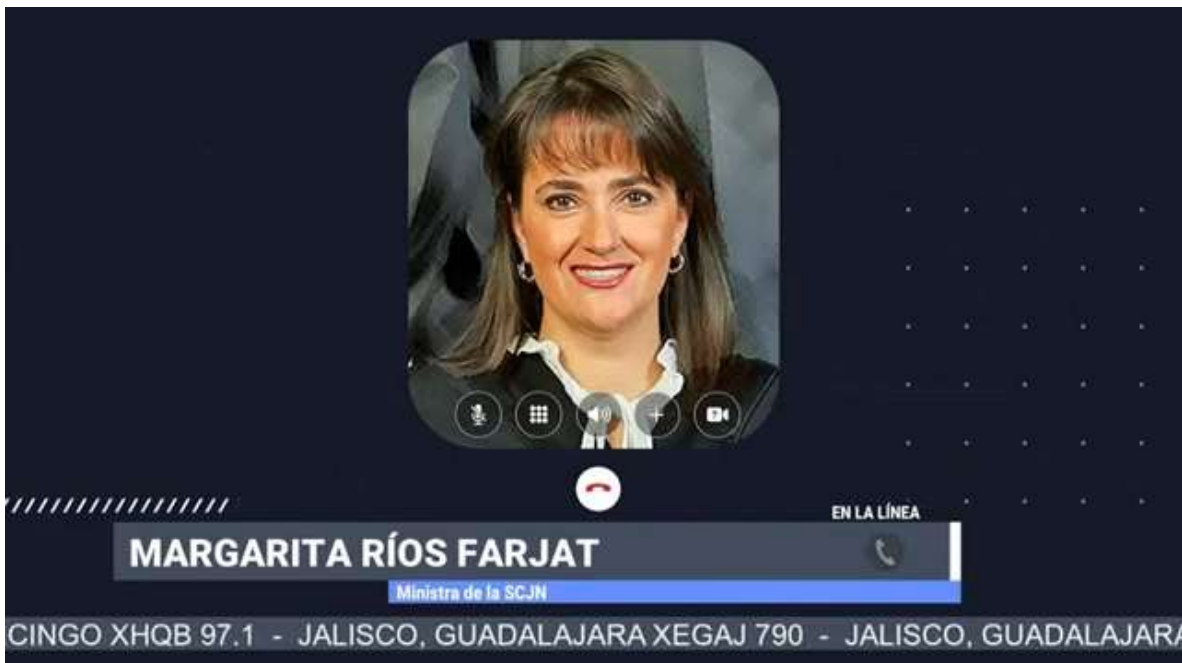 EN LA LÍNEA
MARGARITA RÍOS FARJAT
Ministra de la SCJN
CINGO XHQB 97.1 - JALISCO, GUADALAJARA XEGAJ 790 - JALISCO, GUADALAJARA